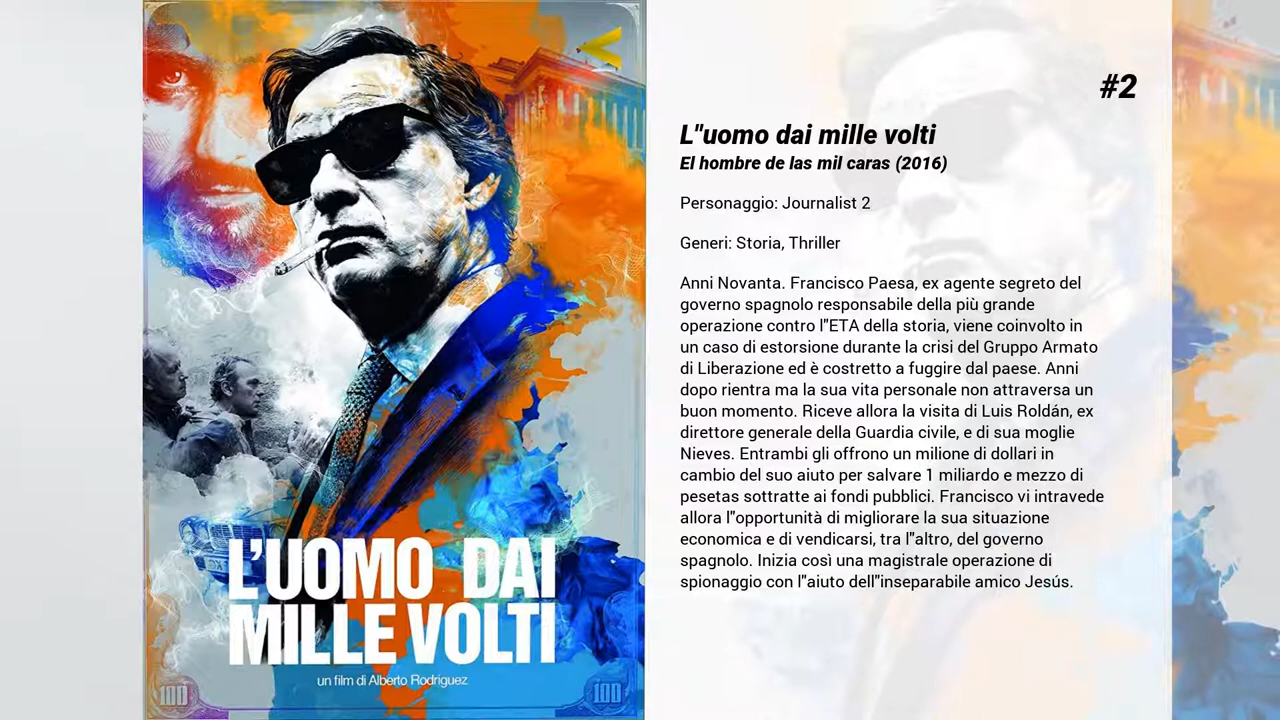 #2
L"uomo dai mille volti
El hombre de las mil caras (2016)
Personaggio: Journalist 2
Generi: Storia, Thriller
Anni Novanta. Francisco Paesa, ex agente segreto del
governo spagnolo responsabile della più grande
operazione contro l"ETA della storia, viene coinvolto in
un caso di estorsione durante la crisi del Gruppo Armato
di Liberazione ed è costretto a fuggire dal paese. Anni
dopo rientra ma la sua vita personale non attraversa un
buon momento. Riceve allora la visita di Luis Roldán, ex
direttore generale della Guardia civile, e di sua moglie
Nieves. Entrambi gli offrono un milione di dollari in
cambio del suo aiuto per salvare 1 miliardo e mezzo di
pesetas sottratte ai fondi pubblici. Francisco vi intravede
allora l"opportunità di migliorare la sua situazione
economica e di vendicarsi, tra l"altro, del governo
spagnolo. Inizia così una magistrale operazione di
spionaggio con l"aiuto dell"inseparabile amico Jesús.
L'UOMO DAI
MILLE VOLTI
un film di Alberto Rodriguez
100
100